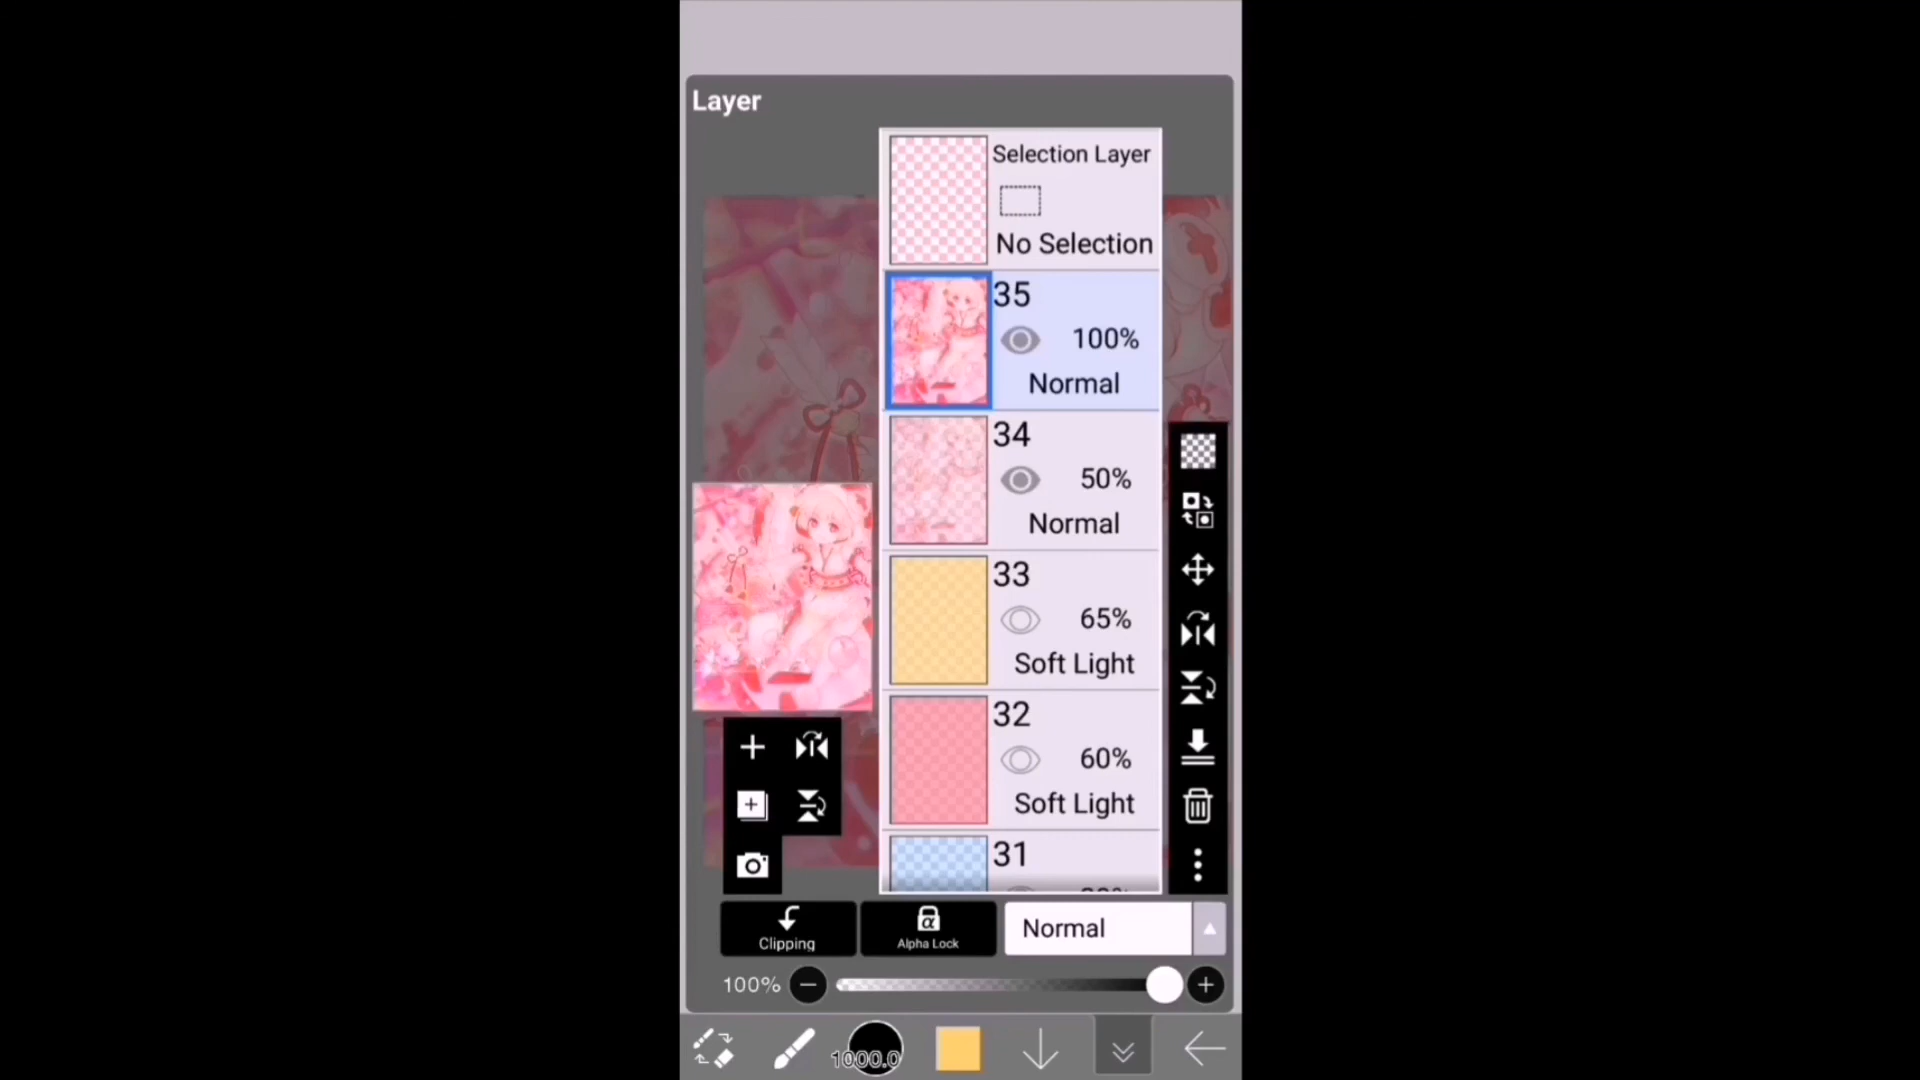 Layer
Selection Layer
No Selection
35
100%
Normal
34
50%
Normal
33
65%
Soft Light
32
60%
Soft Light
31
Clipping
α
Alpha Lock
Normal
100%
1000.0